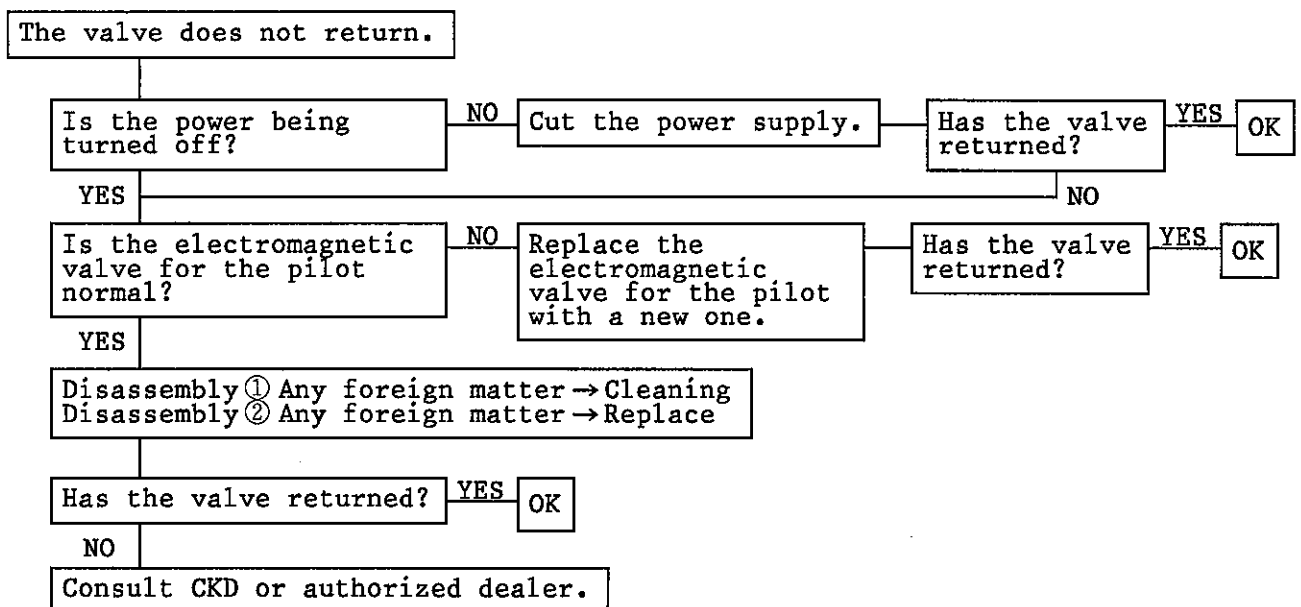 The valve does not return.
Is the power being
turned off?
NO
Cut the power supply.
Has the valve
returned?
YES
OK
YES
NO
Is the electromagnetic
valve for the pilot
normal?
NO
Replace the
electromagnetic
valve for the pilot
with a new one.
Has the valve
returned?
YES
OK
YES
Disassembly ① Any foreign matter → Cleaning
Disassembly ② Any foreign matter → Replace
Has the valve returned?
YES
OK
NO
Consult CKD or authorized dealer.